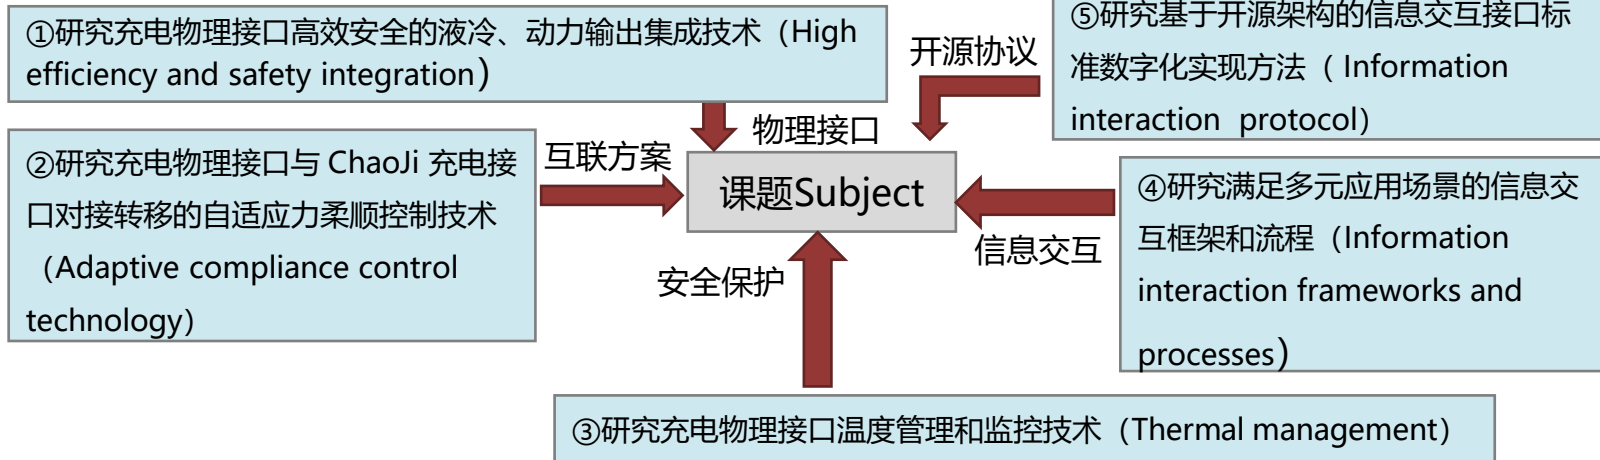 ①研究充电物理接口高效安全的液冷、动力输出集成技术（High
efficiency and safety integration）
物理接口
②研究充电物理接口与 ChaoJi 充电接
口对接转移的自适应力柔顺控制技术
（Adaptive compliance control
technology）
互联方案
课题Subject
安全保护
③研究充电物理接口温度管理和监控技术（Thermal management）
信息交互
④研究满足多元应用场景的信息交
互框架和流程（Information
interaction frameworks and
processes）
开源协议
⑤研究基于开源架构的信息交互接口标
准数字化实现方法（ Information
interaction protocol）